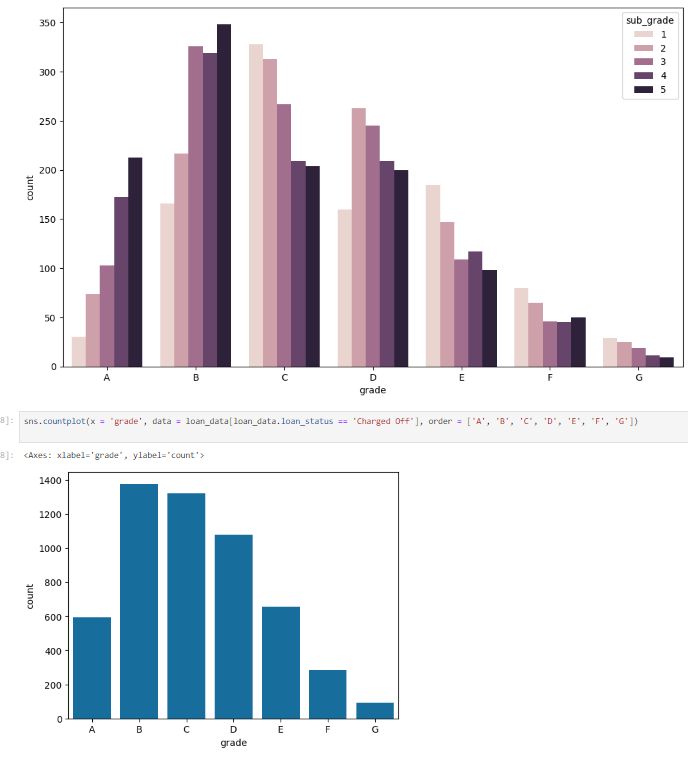 350
300
250
200
150
100
50
0
count
A B C D E F G
grade
sub_grade
1
2
3
4
5
8]: sns.countplot(x = 'grade', data = loan_data[loan_data.loan_status == 'Charged Off'], order = ['A', 'B', 'C', 'D', 'E', 'F', 'G'])
8]: <Axes: xlabel='grade', ylabel='count'>
1400
1200
1000
800
600
400
200
0
count
A B C D E F G
grade